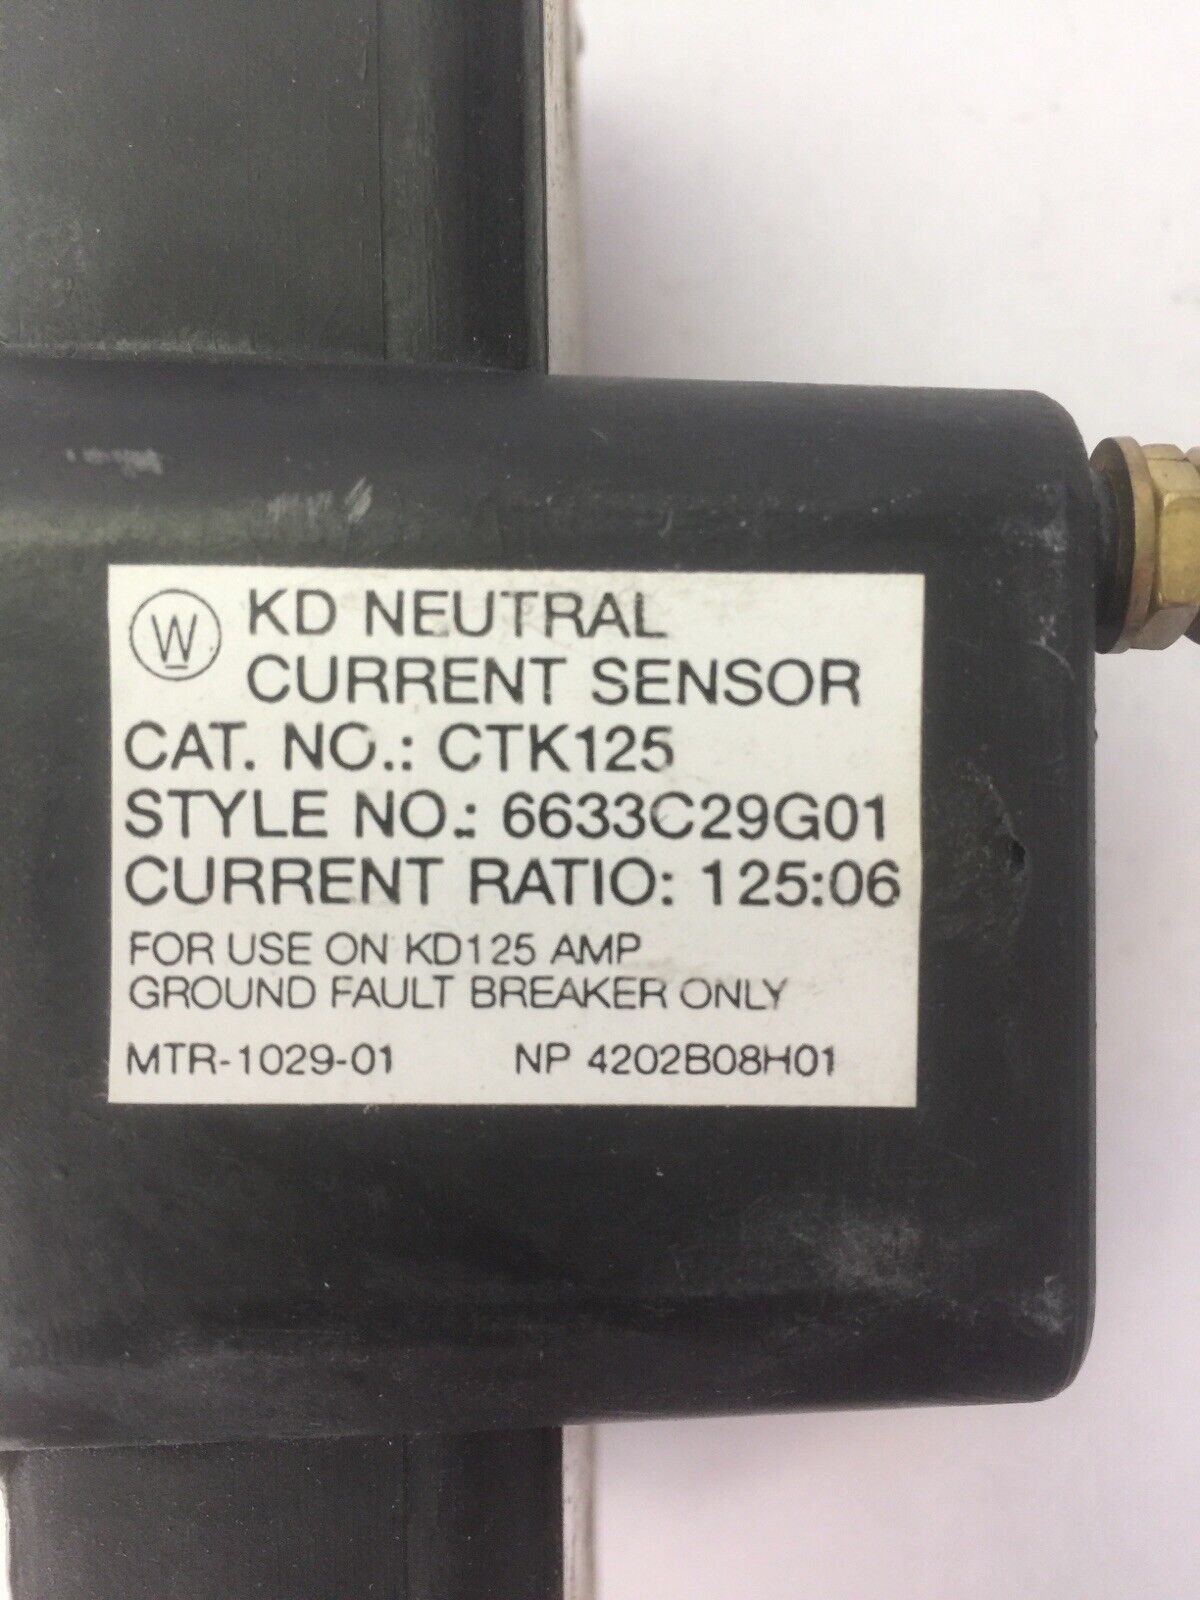 W KD NEUTRAL
CURRENT SENSOR
CAT. NO.: CTK125
STYLE NO.: 6633C29G01
CURRENT RATIO: 125:06
FOR USE ON KD125 AMP
GROUND FAULT BREAKER ONLY
MTR-1029-01 NP 4202B08H01